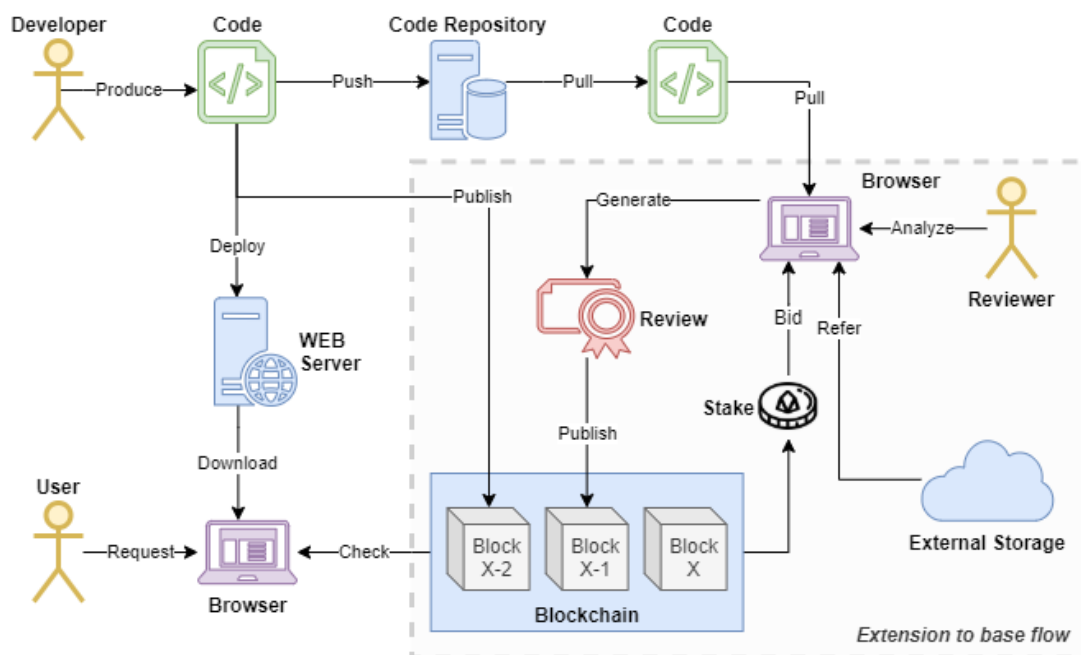 Developer
Code
Code Repository
Code
Produce
Push
Pull
Pull
Browser
Publish
Generate
Analyze
Deploy
Reviewer
Review
Bid
Refer
WEB
Server
Stake
Publish
Download
User
Block
X-2
Block
X-1
Block
X
External Storage
Request
Check
Browser
Blockchain
Extension to base flow